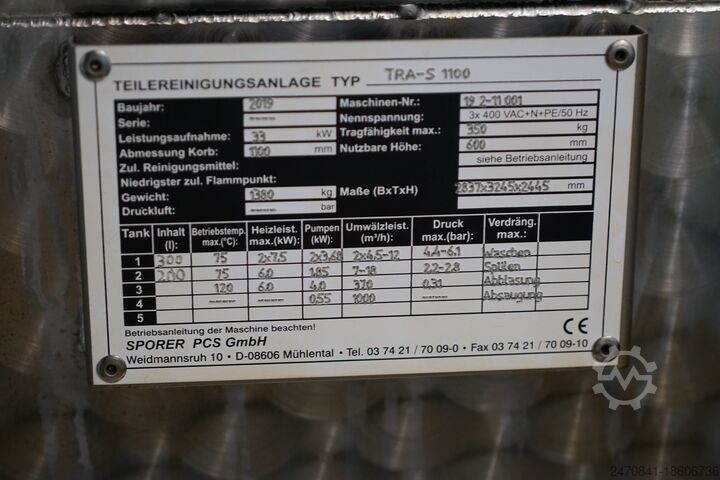 TEILEREINIGUNGSANLAGE TYP TRA-S 1100
Baujahr: 2019 Maschinen-Nr.: 19 2-11 001
Serie: ---- Nennspannung: 3x 400 VAC+N+PE/50 Hz
Leistungsaufnahme: 33 kW Tragfähigkeit max.: 350 kg
Abmessung Korb: 1100 mm Nutzbare Höhe: 600 mm
Zul. Reinigungsmittel: siehe Betriebsanleitung
Niedrigster zul. Flammpunkt:
Gewicht: 1380 kg Maße (BxTxH) 2837x3245x2445 mm
Druckluft: ---- bar
Tank Inhalt (l): Betriebstemp. max.(°C): Heizleist. max.(kW): Pumpen (kW): Umwälzleist. (m³/h): Druck max.(bar): Verdräng. max.:
1 300 75 2x7,5 2x3,68 2x4,5-12 4.4-6.1 Waschen
2 200 75 6.0 1.85 7-18 2.2-2.8 Spülen
3 120 6.0 4.0 370 0,31 Abblasung
4 ---- ---- 0,55 1000 Absaugung
5
Betriebsanleitung der Maschine beachten!
SPORER PCS GmbH CE
Weidmannsruh 10 • D-08606 Mühlental • Tel. 03 74 21 / 70 09-0 • Fax 03 74 21 / 70 09-10
2470841-18606736